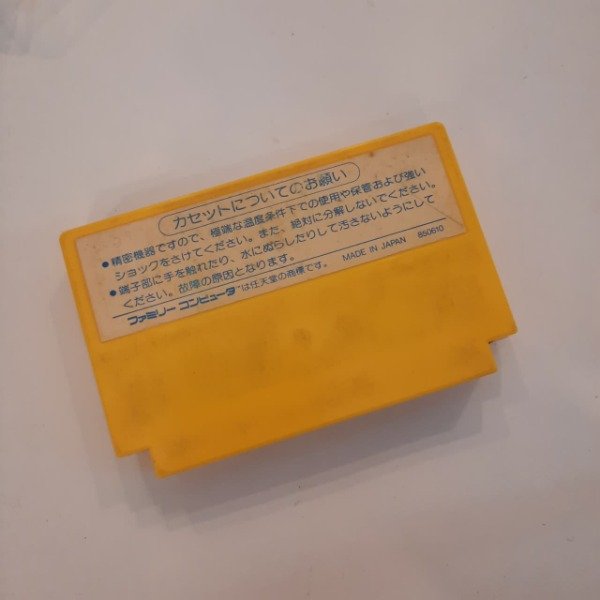 カセットについてのお願い
●精密機器ですので、極端な温度条件下での使用や保管および強い
ショックをさけてください。また、絶対に分解しないでください。
●端子部に手を触れたり、水にぬらしたりして汚さないようにして
ください。故障の原因となります。
ファミリー コンピュータ™は任天堂の商標です。 MADE IN JAPAN 850610